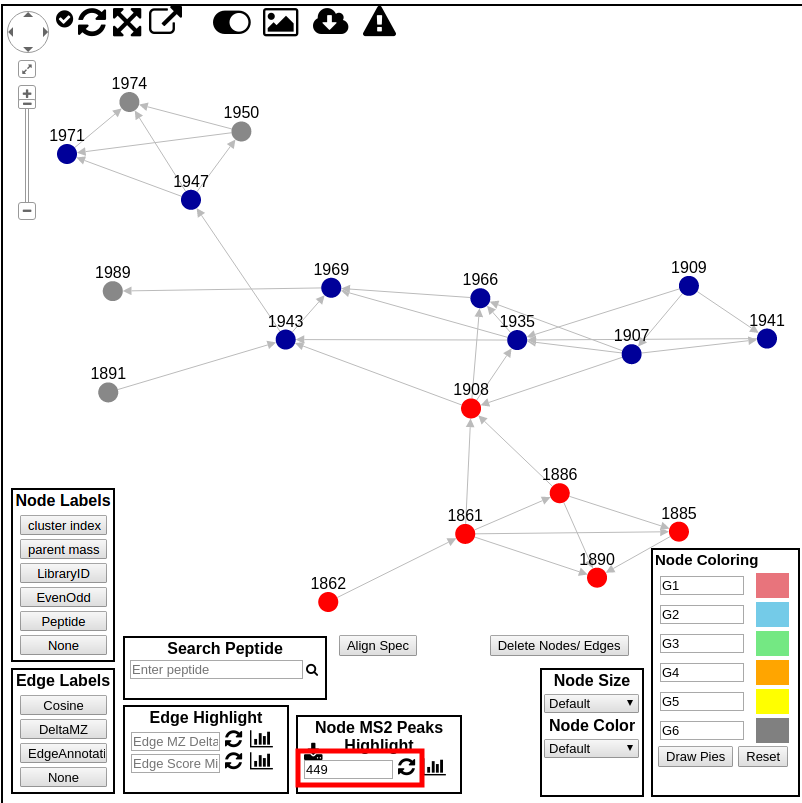 1974
1950
1971
1947
1989
1969
1966
1909
1943
1935
1907
1941
1891
1908
1886
1861
1885
1890
1862
Node Labels
cluster index
parent mass
LibraryID
EvenOdd
Peptide
None
Edge Labels
Cosine
DeltaMZ
EdgeAnnotati
None
Search Peptide
Enter peptide
Edge Highlight
Edge MZ Delta
Edge Score Mi
Align Spec
Node MS2 Peaks
Highlight
449
Delete Nodes/ Edges
Node Size
Default
Node Color
Default
Node Coloring
G1
G2
G3
G4
G5
G6
Draw Pies
Reset